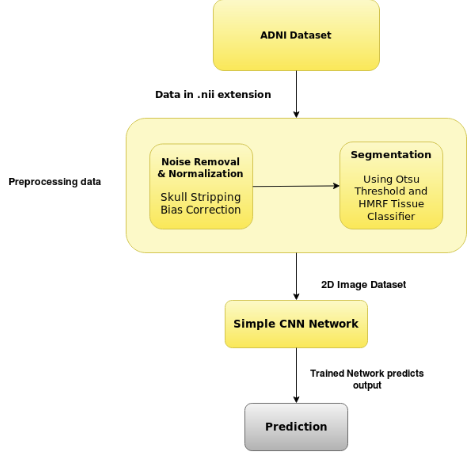 ADNI Dataset
Data in .nii extension
Preprocessing data
Noise Removal
& Normalization
Skull Stripping
Bias Correction
Segmentation
Using Otsu
Threshold and
HMRF Tissue
Classifier
2D Image Dataset
Simple CNN Network
Trained Network predicts
output
Prediction